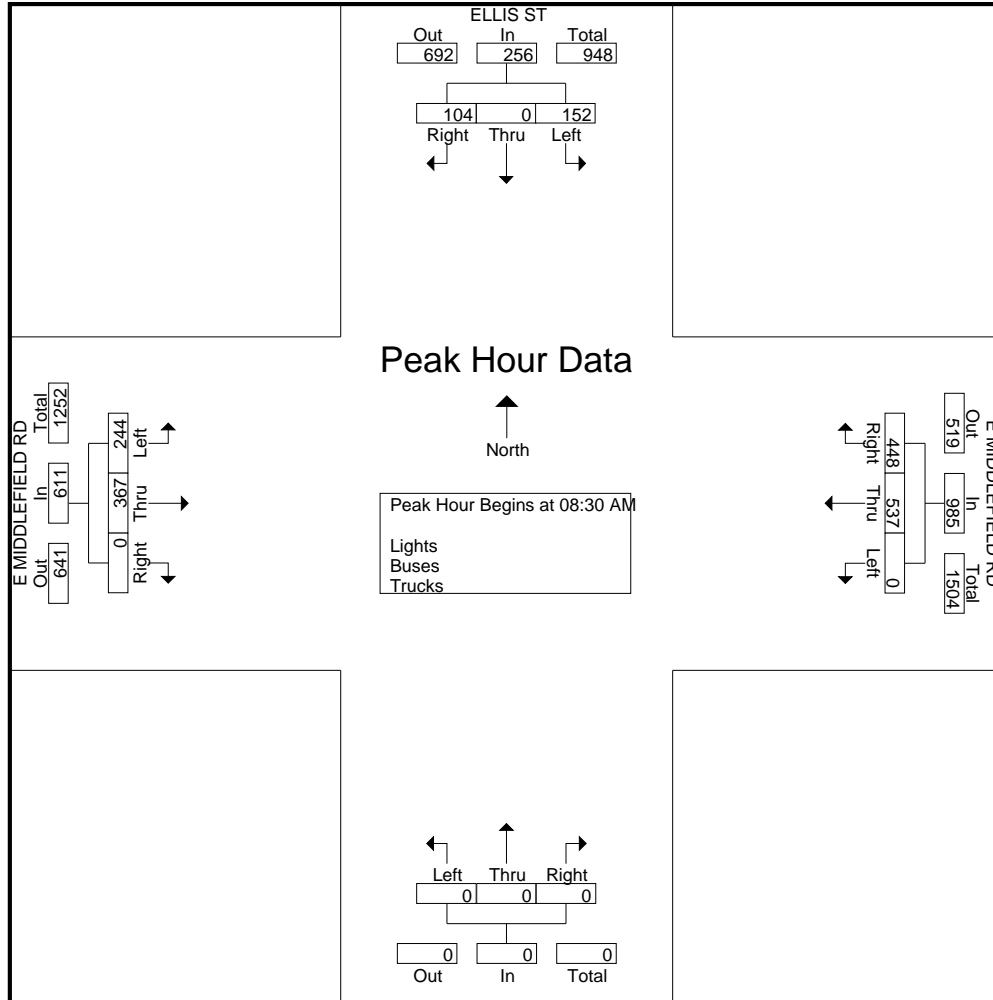 ELLIS ST
Out In Total
692 256 948
104 0 152
Right Thru Left
Peak Hour Data
North
Peak Hour Begins at 08:30 AM
Lights
Buses
Trucks
E MIDDLEFIELD RD
Out In Total
641 611 1252
0 367 244
Right Thru Left
E MIDDLEFIELD RD
Out In Total
519 985 1504
448 537 0
Right Thru Left
Left Thru Right
0 0 0
0 0 0
Out In Total